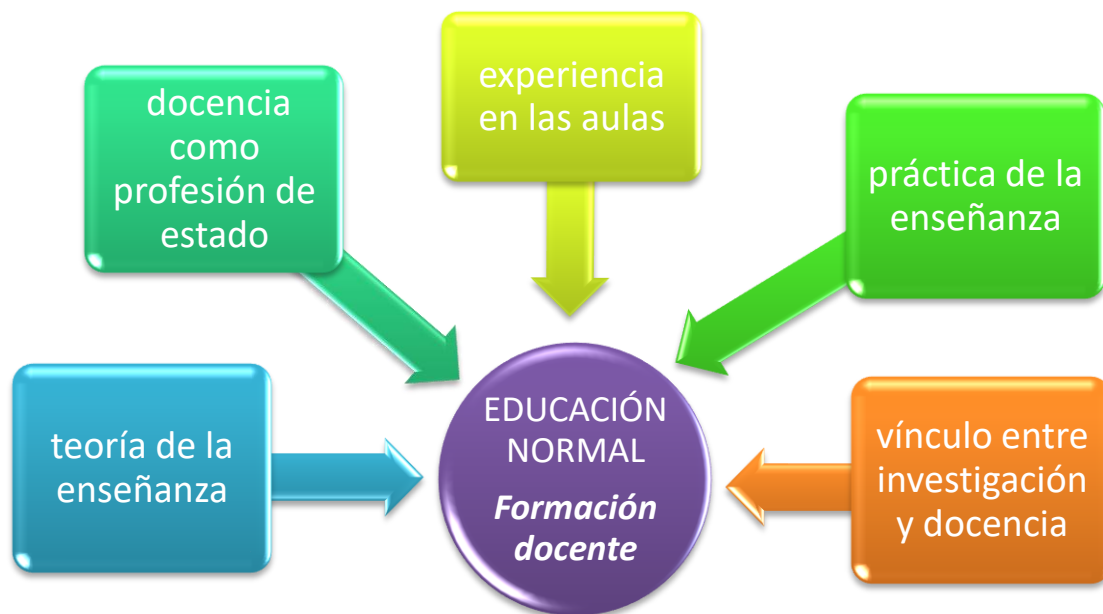 experiencia
en las aulas
docencia
como
profesión de
estado
práctica de la
enseñanza
teoría de la
enseñanza
EDUCACIÓN
NORMAL
Formación
docente
vínculo entre
investigación
y docencia